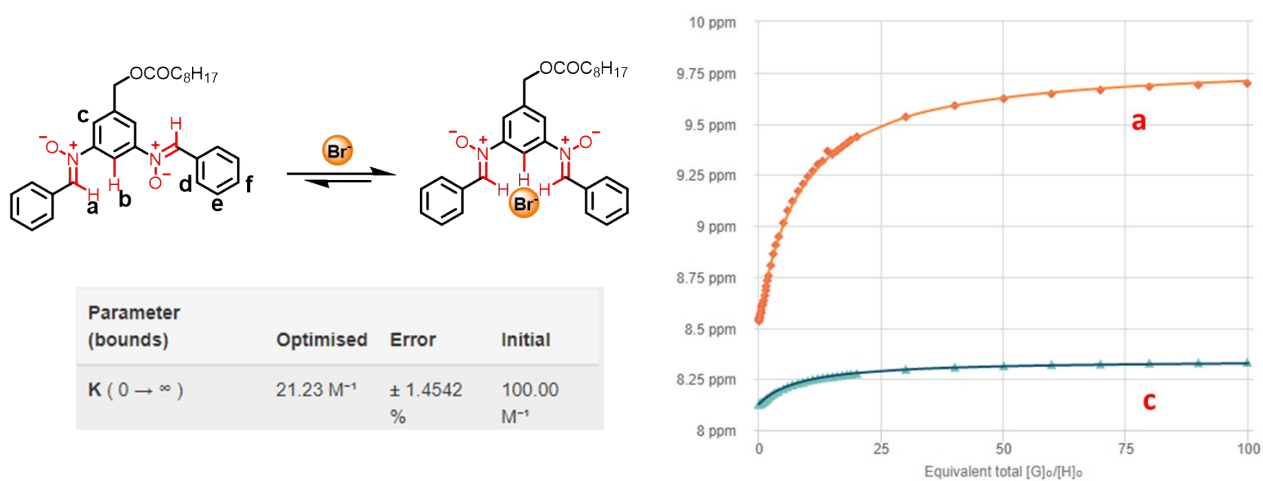 OCOC₈H₁₇
c
H
⁻O
N⁺
N⁺
O⁻
H
H
a
b
d
e
f
Br⁻
OCOC₈H₁₇
⁻O
N⁺
N⁺
O⁻
H
H
H
Br⁻
Parameter
(bounds)
Optimised
Error
Initial
K ( 0 → ∞ )
21.23 M⁻¹
± 1.4542
%
100.00
M⁻¹
10 ppm
9.75 ppm
9.5 ppm
9.25 ppm
9 ppm
8.75 ppm
8.5 ppm
8.25 ppm
8 ppm
a
c
0
25
50
75
100
Equivalent total [G]₀/[H]₀